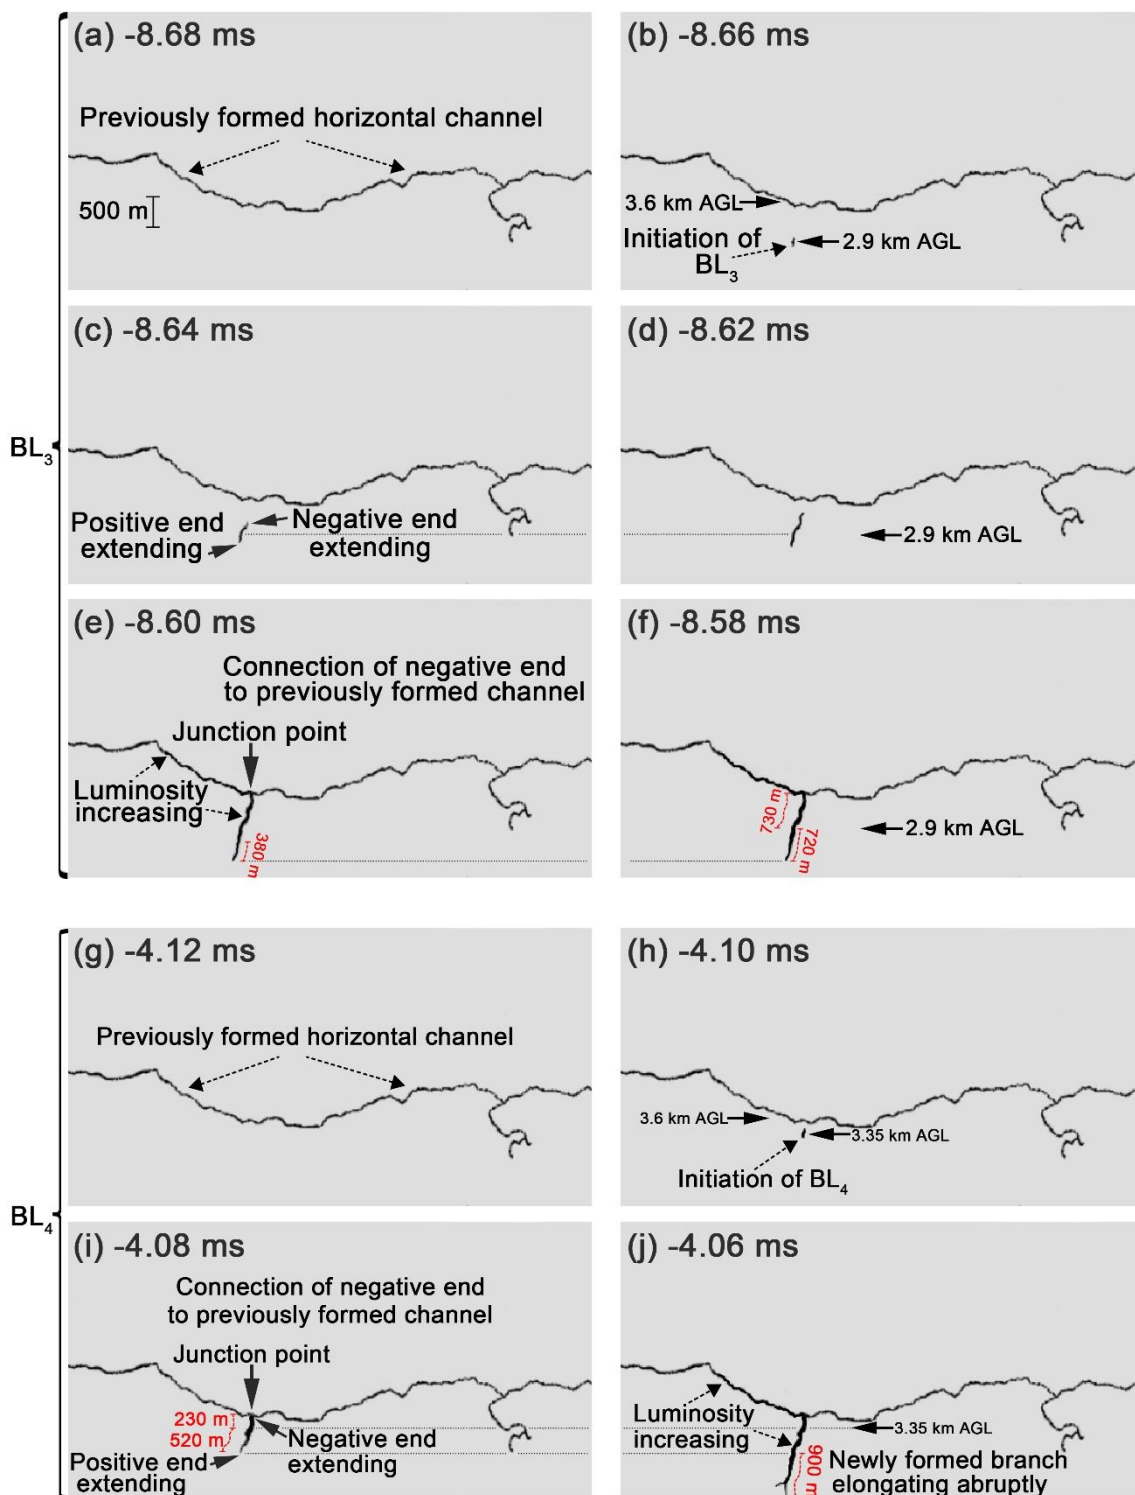 (a) -8.68 ms
Previously formed horizontal channel
500 m
(b) -8.66 ms
3.6 km AGL
Initiation of
BL₃
2.9 km AGL
BL₃
(c) -8.64 ms
Positive end
extending
Negative end
extending
(d) -8.62 ms
2.9 km AGL
(e) -8.60 ms
Connection of negative end
to previously formed channel
Junction point
Luminosity
increasing
380 m
(f) -8.58 ms
730 m
720 m
2.9 km AGL
BL₄
(g) -4.12 ms
Previously formed horizontal channel
(h) -4.10 ms
3.6 km AGL
3.35 km AGL
Initiation of BL₄
(i) -4.08 ms
Connection of negative end
to previously formed channel
Junction point
230 m
520 m
Positive end
extending
Negative end
extending
(j) -4.06 ms
Luminosity
increasing
3.35 km AGL
900 m
Newly formed branch
elongating abruptly